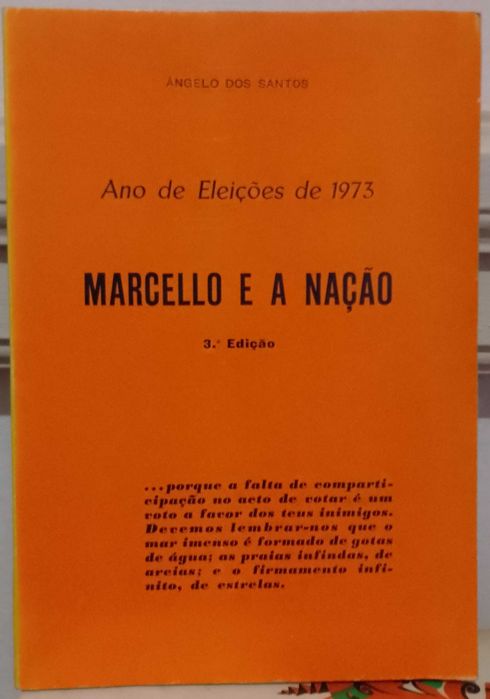 ÂNGELO DOS SANTOS
Ano de Eleições de 1973
MARCELLO E A NAÇÃO
3.ª Edição
...porque a falta de comparti-
cipação no acto de votar é um
voto a favor dos teus inimigos.
Devemos lembrar-nos que o
mar imenso é formado de gotas
de água; as praias infindas, de
areias; e o firmamento infi-
nito, de estrelas.